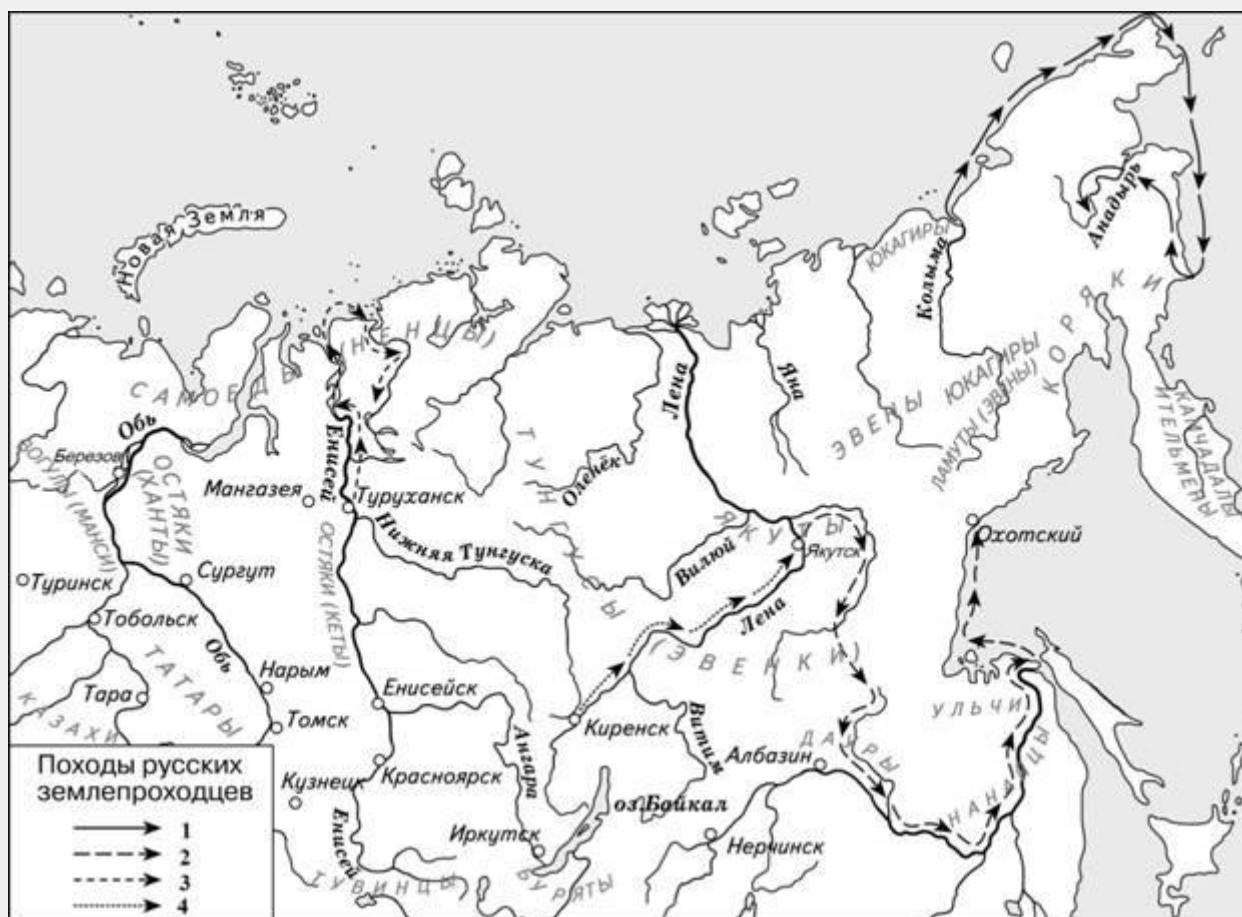 Новая Земля
САМОЕДЫ
(НЕНЦЫ)
Обь
Березов
ВОГУЛЫ (МАНСИ)
ОСТЯКИ
(ХАНТЫ)
Мангазея
Енисей
Туруханск
Нижняя Тунгуска
ОСТЯКИ (КЕТЫ)
ТУНГУСЫ
(ЭВЕНКИ)
Оленёк
Лена
Яна
Колыма
ЮКАГИРЫ
Анадырь
КОРЯКИ
ЭВЕНЫ ЮКАГИРЫ
ЛАМУТЫ (ЭВЕНЫ)
КАМЧАДАЛЫ
ИТЕЛЬМЕНЫ
Охотский
ЯКУТЫ
Якутск
Вилюй
Лена
Туринск
Сургут
Тобольск
Обь
ТАТАРЫ
Нарым
Тара
КАЗАХИ
Томск
Енисейск
Киренск
Витим
Ангара
Албазин
ДАУРЫ
УЛЬЧИ
НАНАЙЦЫ
Кузнецк
Красноярск
оз.Байкал
Иркутск
Нерчинск
Енисей
ТУВИНЦЫ
БУРЯТЫ
Походы русских
землепроходцев
1
2
3
4